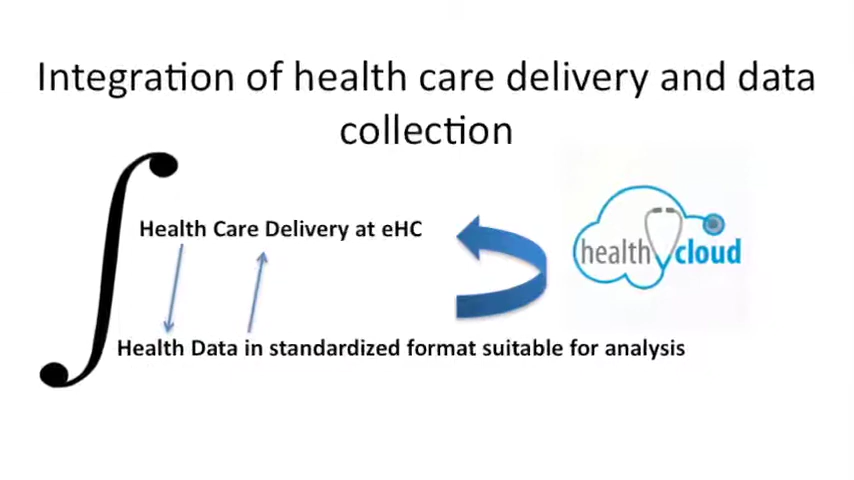 Integration of health care delivery and data
collection
Health Care Delivery at eHC
health cloud
Health Data in standardized format suitable for analysis